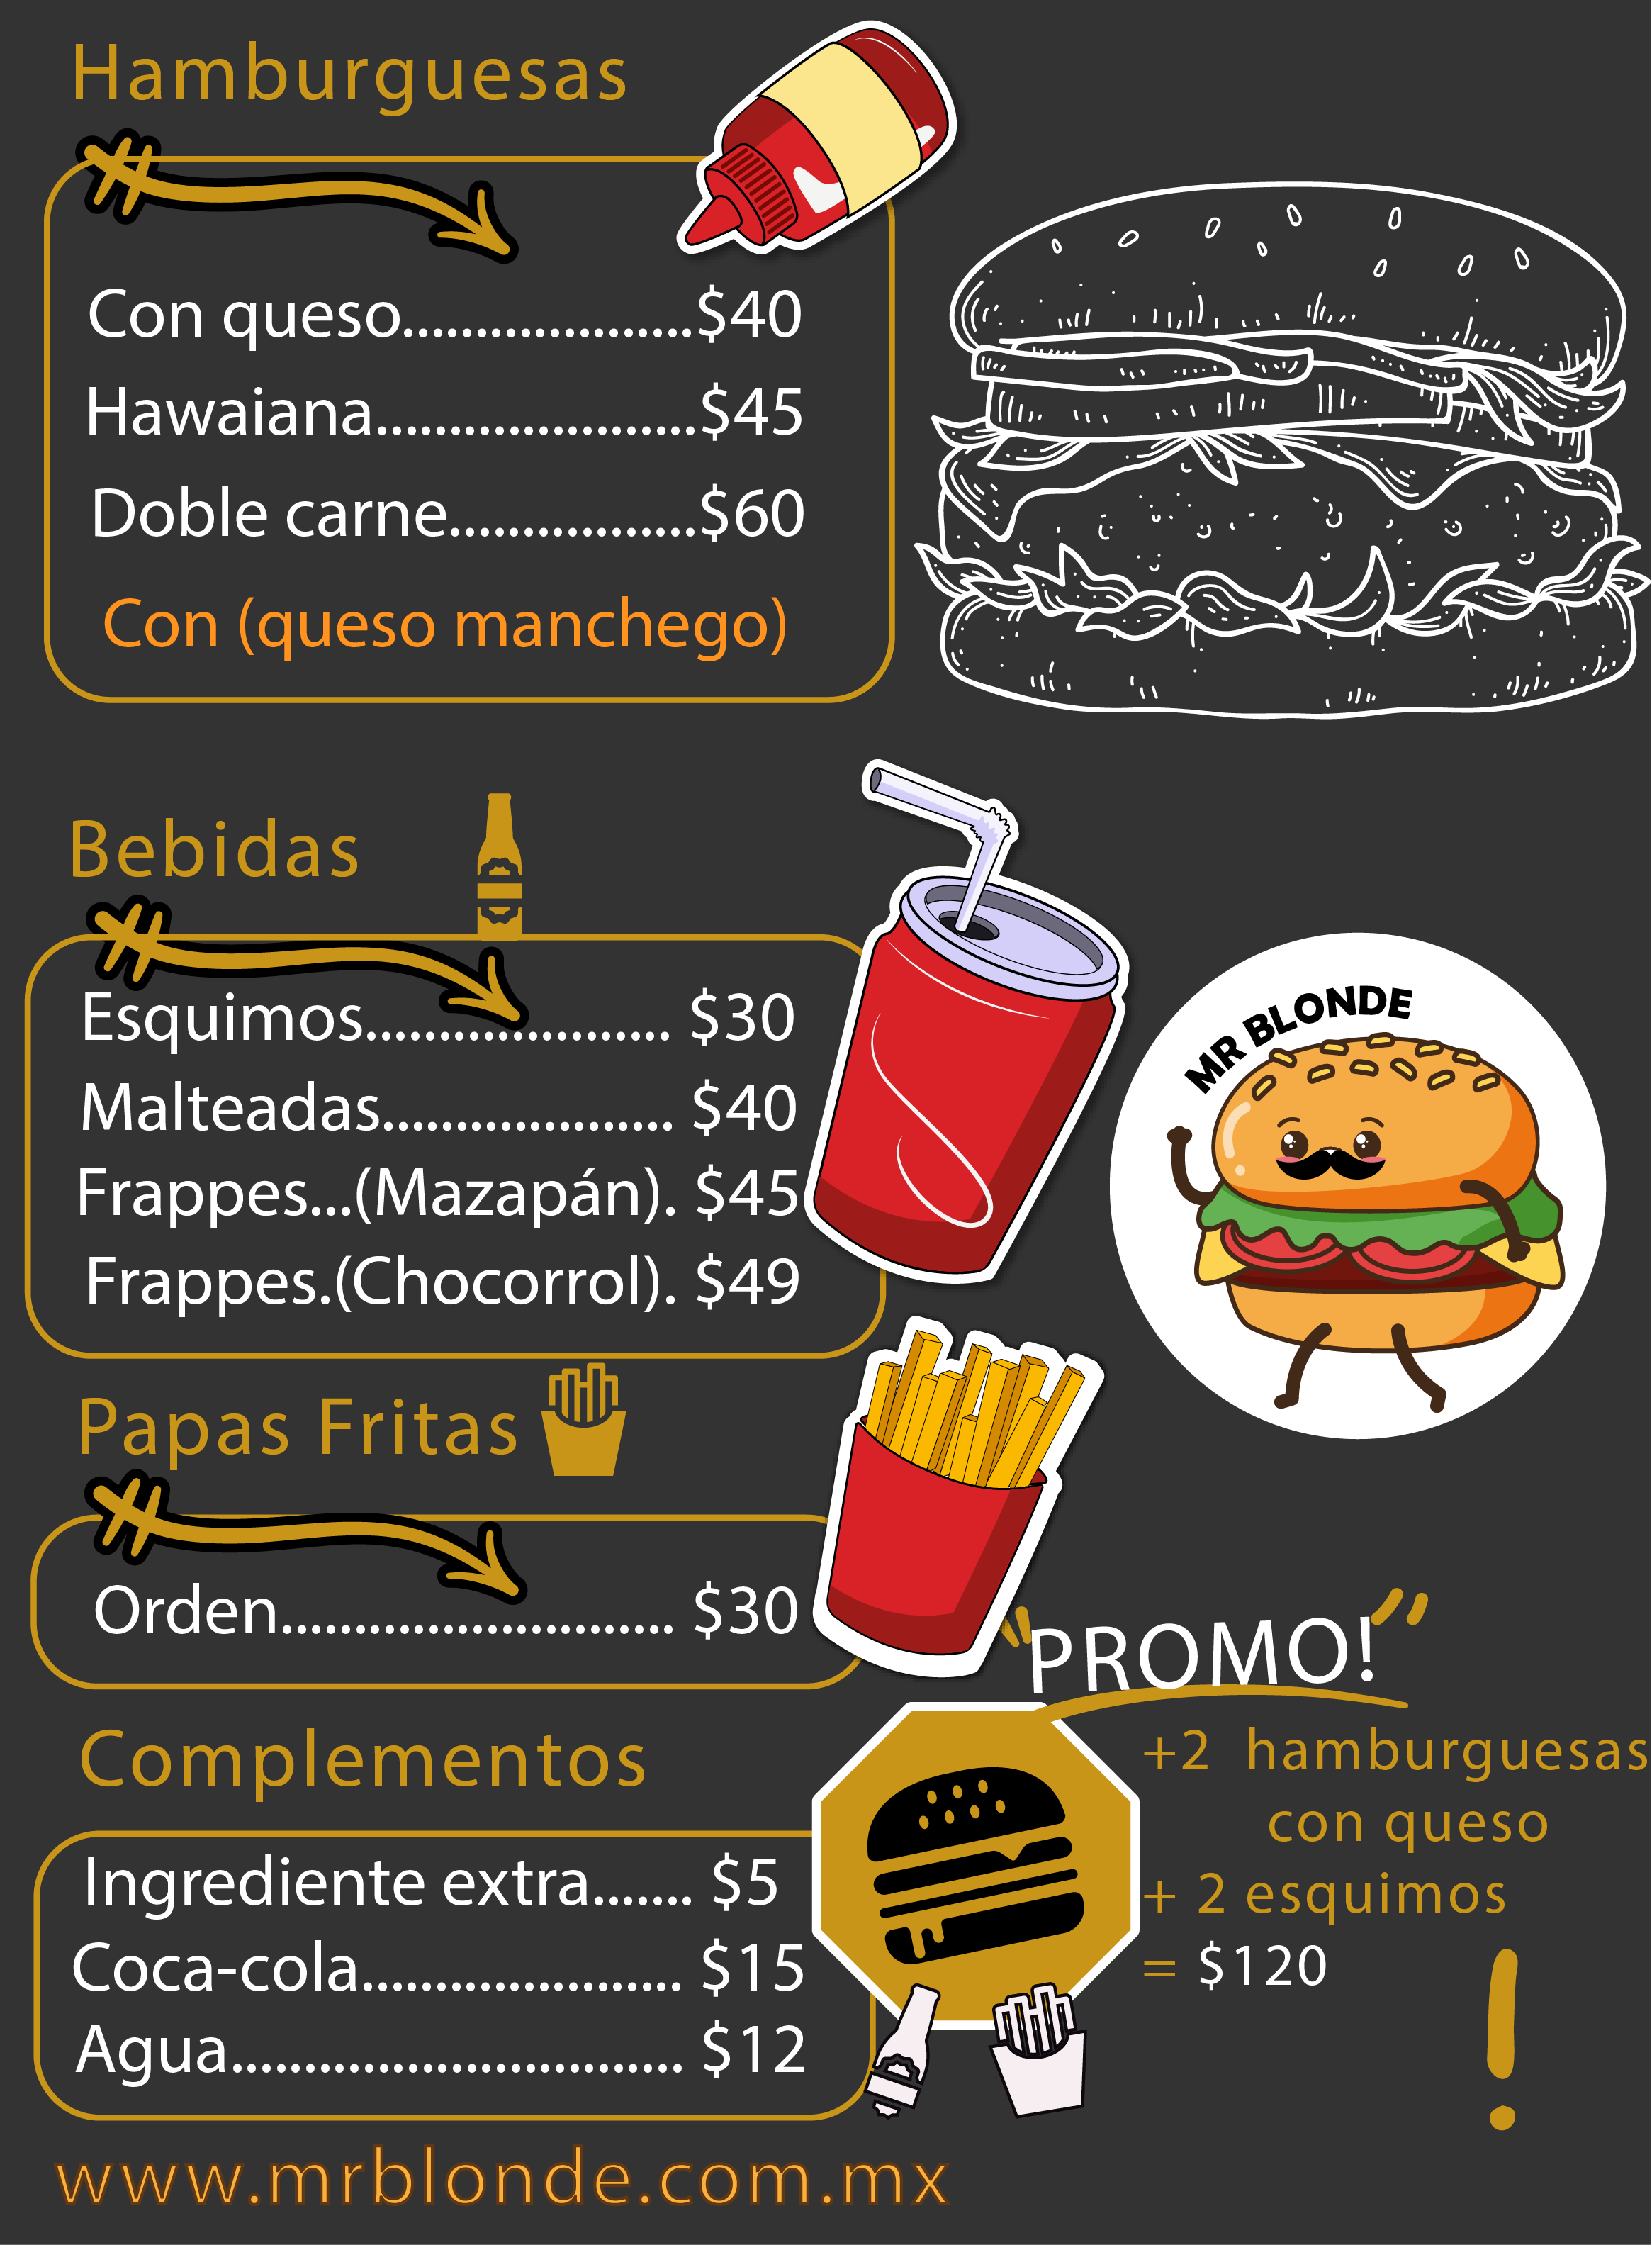 Hamburguesas
Con queso....................$40
Hawaiana......................$45
Doble carne.................$60
Con (queso manchego)
Bebidas
Esquimos..................... $30
Malteadas.................... $40
Frappes...(Mazapán). $45
Frappes.(Chocorrol). $49
MR BLONDE
Papas Fritas
Orden........................... $30
"PROMO!"
+2 hamburguesas
con queso
+ 2 esquimos
= $120
!
Complementos
Ingrediente extra....... $5
Coca-cola...................... $15
Agua............................... $12
www.mrblonde.com.mx